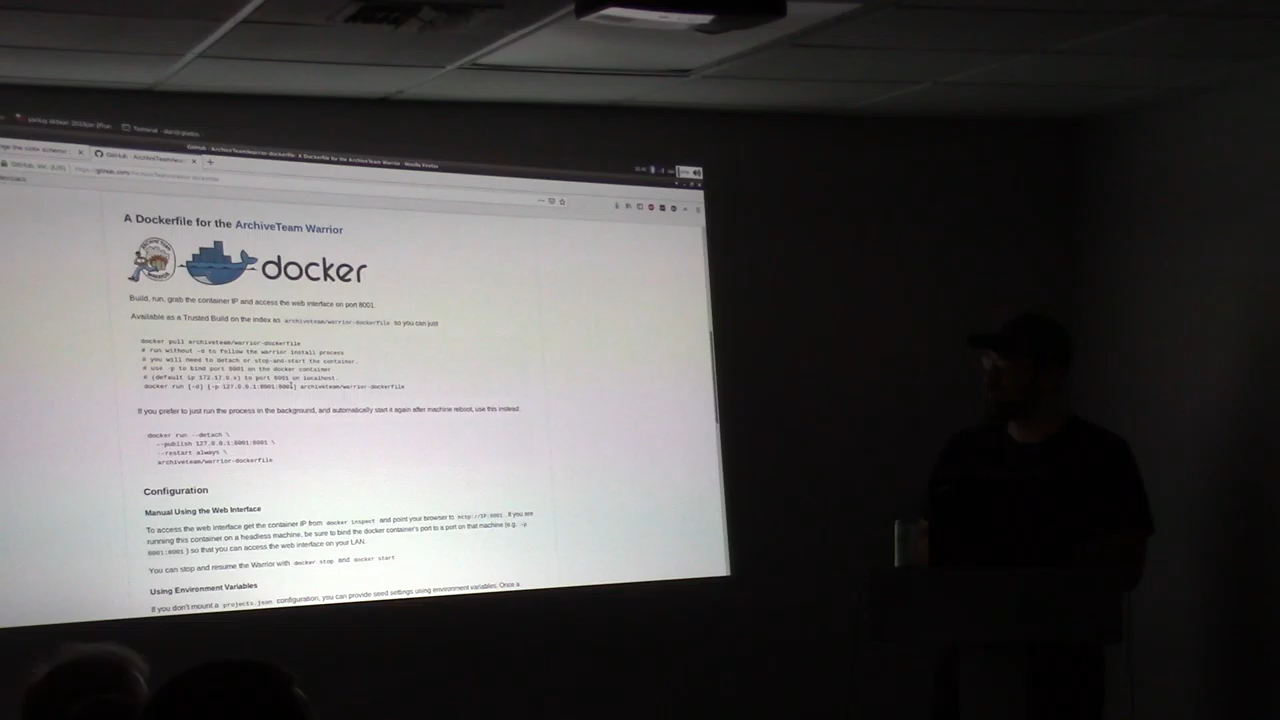 GitHub - ArchiveTeam/warrior-dockerfile: A Dockerfile for the ArchiveTeam Warrior - Mozilla Firefox
A Dockerfile for the ArchiveTeam Warrior
docker
Build, run, grab the container IP and access the web interface on port 8001.
Available as a Trusted Build on the index as archiveteam/warrior-dockerfile so you can just
docker pull archiveteam/warrior-dockerfile
# run without -d to follow the warrior install process
# you will need to detach or stop-and-start the container.
# use -p to bind port 8001 on the docker container
# (default ip 172.17.0.x) to port 8001 on localhost.
docker run [-d] [-p 127.0.0.1:8001:8001] archiveteam/warrior-dockerfile
If you prefer to just run the process in the background, and automatically start it again after machine reboot, use this instead:
docker run --detach \
--publish 127.0.0.1:8001:8001 \
--restart always \
archiveteam/warrior-dockerfile
Configuration
Manual Using the Web Interface
To access the web interface get the container IP from docker inspect and point your browser to http://IP:8001. If you are
running this container on a headless machine, be sure to bind the docker container's port to a port on that machine (e.g. -p
8001:8001 ) so that you can access the web interface on your LAN.
You can stop and resume the Warrior with docker stop and docker start
Using Environment Variables
If you don't mount a projects.json configuration, you can provide seed settings using environment variables. Once a